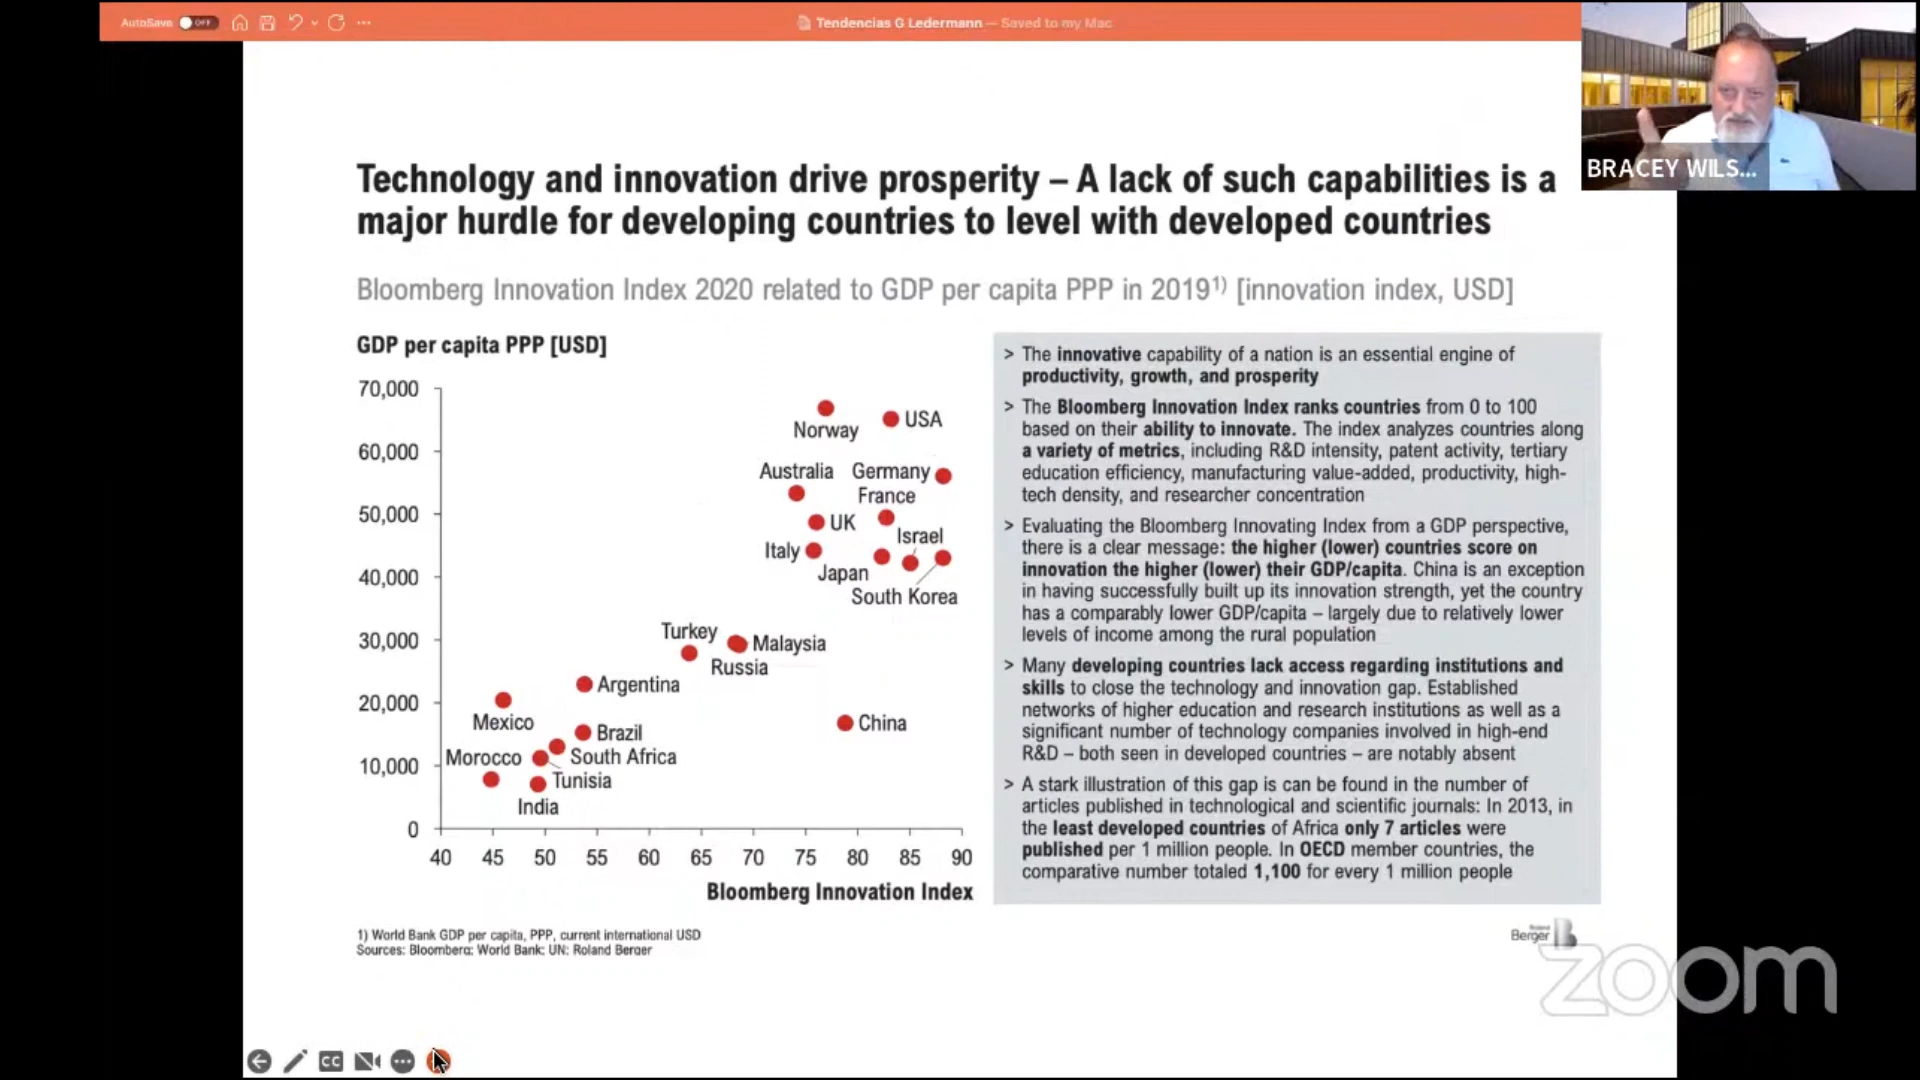 AutoSave OFF
Tendencias G Ledermann — Saved to my Mac
BRACEY WILS...
Technology and innovation drive prosperity – A lack of such capabilities is a
major hurdle for developing countries to level with developed countries
Bloomberg Innovation Index 2020 related to GDP per capita PPP in 2019¹⁾ [innovation index, USD]
GDP per capita PPP [USD]
70,000
60,000
50,000
40,000
30,000
20,000
10,000
0
40 45 50 55 60 65 70 75 80 85 90
Bloomberg Innovation Index
Norway
USA
Australia
Germany
France
UK
Israel
Italy
Japan
South Korea
Turkey
Malaysia
Russia
Argentina
Mexico
China
Brazil
Morocco
South Africa
Tunisia
India
> The innovative capability of a nation is an essential engine of
productivity, growth, and prosperity
> The Bloomberg Innovation Index ranks countries from 0 to 100
based on their ability to innovate. The index analyzes countries along
a variety of metrics, including R&D intensity, patent activity, tertiary
education efficiency, manufacturing value-added, productivity, high-
tech density, and researcher concentration
> Evaluating the Bloomberg Innovating Index from a GDP perspective,
there is a clear message: the higher (lower) countries score on
innovation the higher (lower) their GDP/capita. China is an exception
in having successfully built up its innovation strength, yet the country
has a comparably lower GDP/capita – largely due to relatively lower
levels of income among the rural population
> Many developing countries lack access regarding institutions and
skills to close the technology and innovation gap. Established
networks of higher education and research institutions as well as a
significant number of technology companies involved in high-end
R&D – both seen in developed countries – are notably absent
> A stark illustration of this gap is can be found in the number of
articles published in technological and scientific journals: In 2013, in
the least developed countries of Africa only 7 articles were
published per 1 million people. In OECD member countries, the
comparative number totaled 1,100 for every 1 million people
1) World Bank GDP per capita, PPP, current international USD
Sources: Bloomberg; World Bank; UN; Roland Berger
Roland
Berger B
zoom
CC